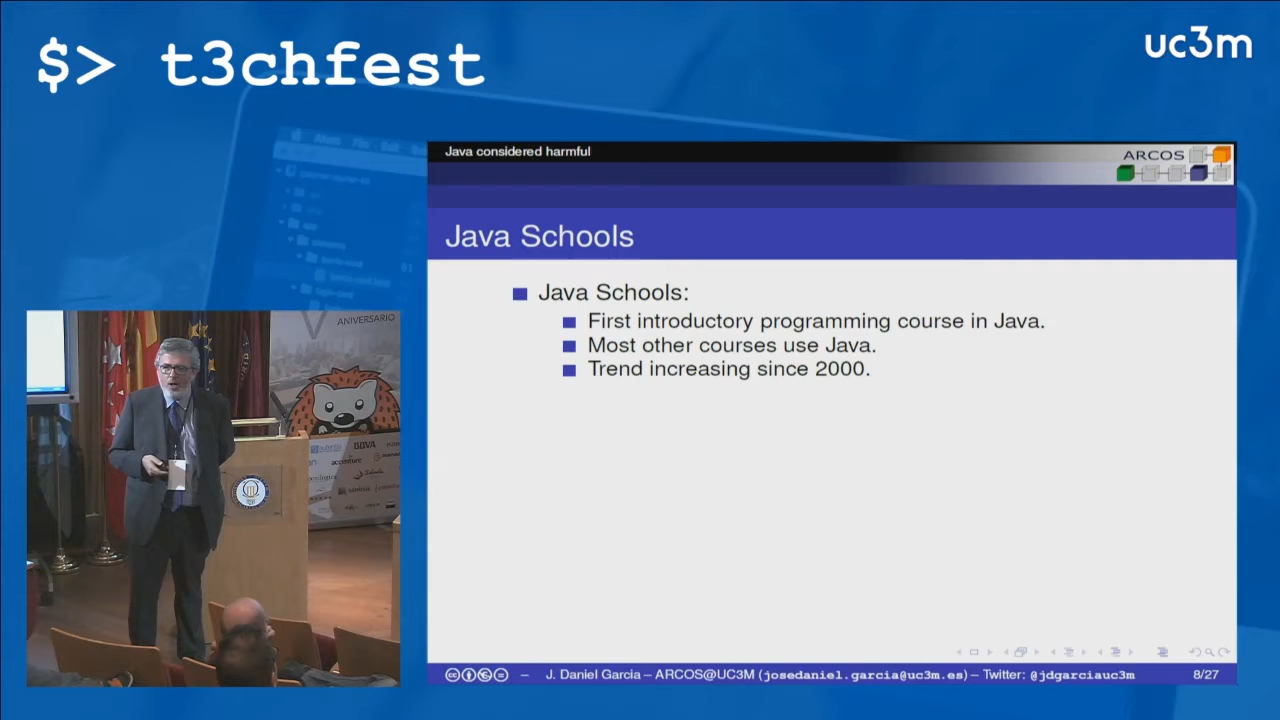 $> t3chfest
uc3m
Java considered harmful
ARCOS
Java Schools
Java Schools:
First introductory programming course in Java.
Most other courses use Java.
Trend increasing since 2000.
ANIVERSARIO
BBVA
accenture
– J. Daniel Garcia – ARCOS@UC3M (josedaniel.garcia@uc3m.es) – Twitter: @jdgarciauc3m 8/27